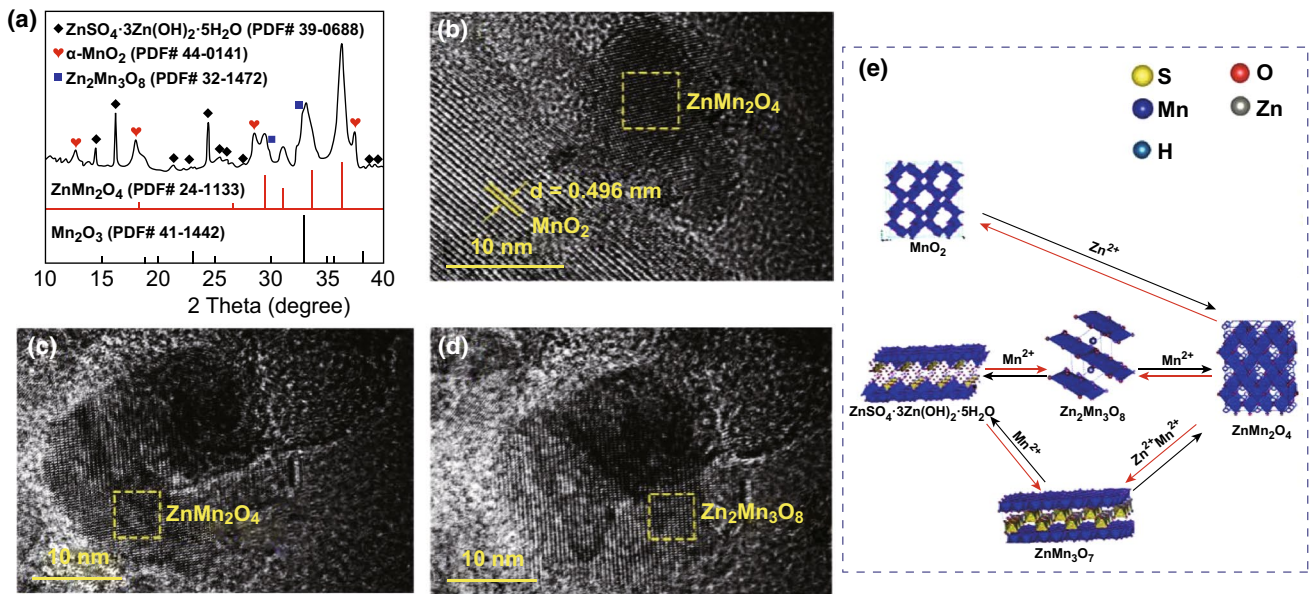 (a)
◆ ZnSO₄·3Zn(OH)₂·5H₂O (PDF# 39-0688)
♥ α-MnO₂ (PDF# 44-0141)
■ Zn₂Mn₃O₈ (PDF# 32-1472)
ZnMn₂O₄ (PDF# 24-1133)
Mn₂O₃ (PDF# 41-1442)
10 15 20 25 30 35 40
2 Theta (degree)
(b)
ZnMn₂O₄
d = 0.496 nm
MnO₂
10 nm
(c)
ZnMn₂O₄
10 nm
(d)
Zn₂Mn₃O₈
10 nm
(e)
S O
Mn Zn
H
MnO₂
Zn²⁺
Mn²⁺ Mn²⁺
ZnSO₄·3Zn(OH)₂·5H₂O
Zn₂Mn₃O₈
ZnMn₂O₄
Mn²⁺
Zn²⁺ Mn²⁺
ZnMn₃O₇